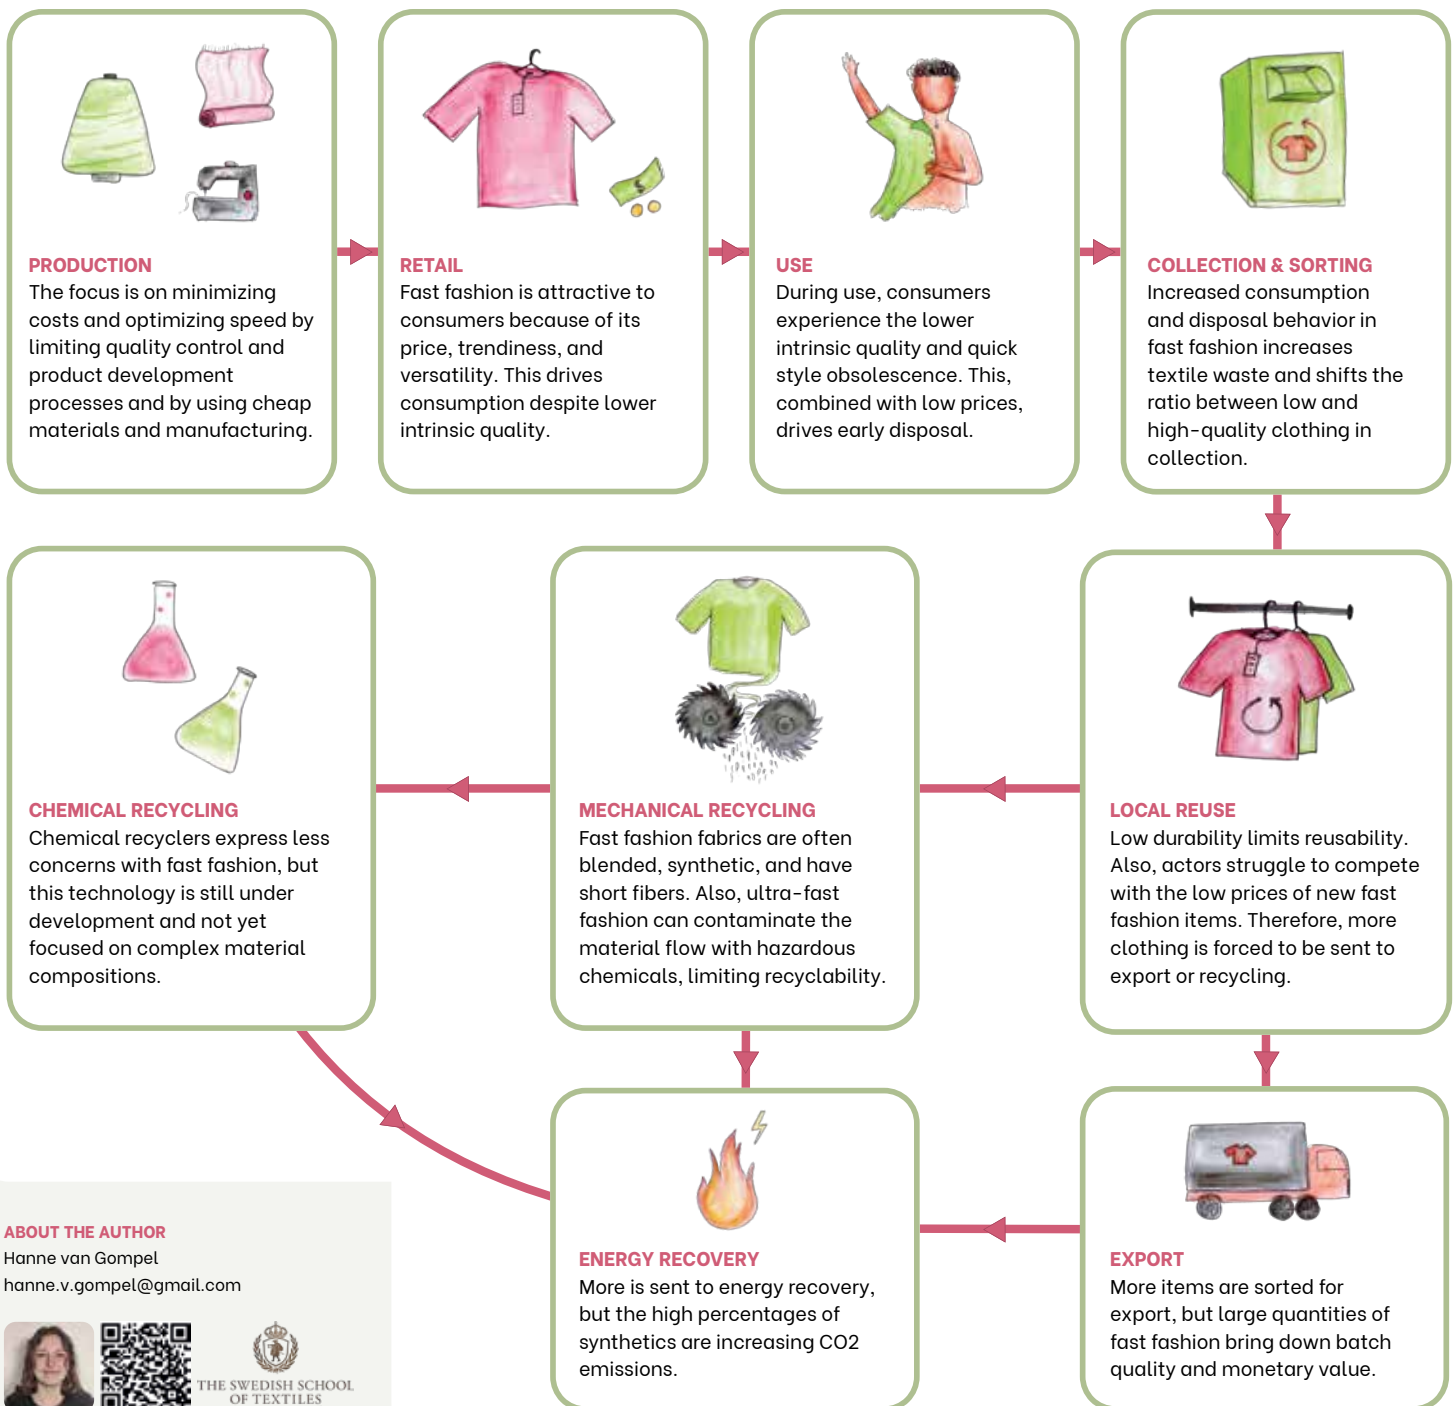 PRODUCTION
The focus is on minimizing
costs and optimizing speed by
limiting quality control and
product development
processes and by using cheap
materials and manufacturing.
RETAIL
Fast fashion is attractive to
consumers because of its
price, trendiness, and
versatility. This drives
consumption despite lower
intrinsic quality.
USE
During use, consumers
experience the lower
intrinsic quality and quick
style obsolescence. This,
combined with low prices,
drives early disposal.
COLLECTION & SORTING
Increased consumption
and disposal behavior in
fast fashion increases
textile waste and shifts the
ratio between low and
high-quality clothing in
collection.
CHEMICAL RECYCLING
Chemical recyclers express less
concerns with fast fashion, but
this technology is still under
development and not yet
focused on complex material
compositions.
MECHANICAL RECYCLING
Fast fashion fabrics are often
blended, synthetic, and have
short fibers. Also, ultra-fast
fashion can contaminate the
material flow with hazardous
chemicals, limiting recyclability.
LOCAL REUSE
Low durability limits reusability.
Also, actors struggle to compete
with the low prices of new fast
fashion items. Therefore, more
clothing is forced to be sent to
export or recycling.
ENERGY RECOVERY
More is sent to energy recovery,
but the high percentages of
synthetics are increasing CO2
emissions.
EXPORT
More items are sorted for
export, but large quantities of
fast fashion bring down batch
quality and monetary value.
ABOUT THE AUTHOR
Hanne van Gompel
hanne.v.gompel@gmail.com
THE SWEDISH SCHOOL
OF TEXTILES